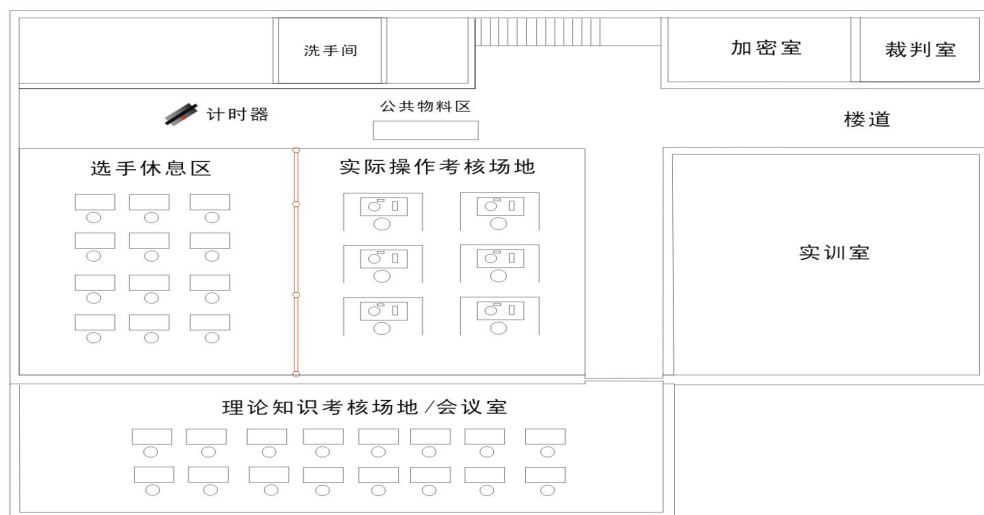 洗手间
加密室
裁判室
计时器
公共物料区
楼道
选手休息区
实际操作考核场地
实训室
理论知识考核场地/会议室